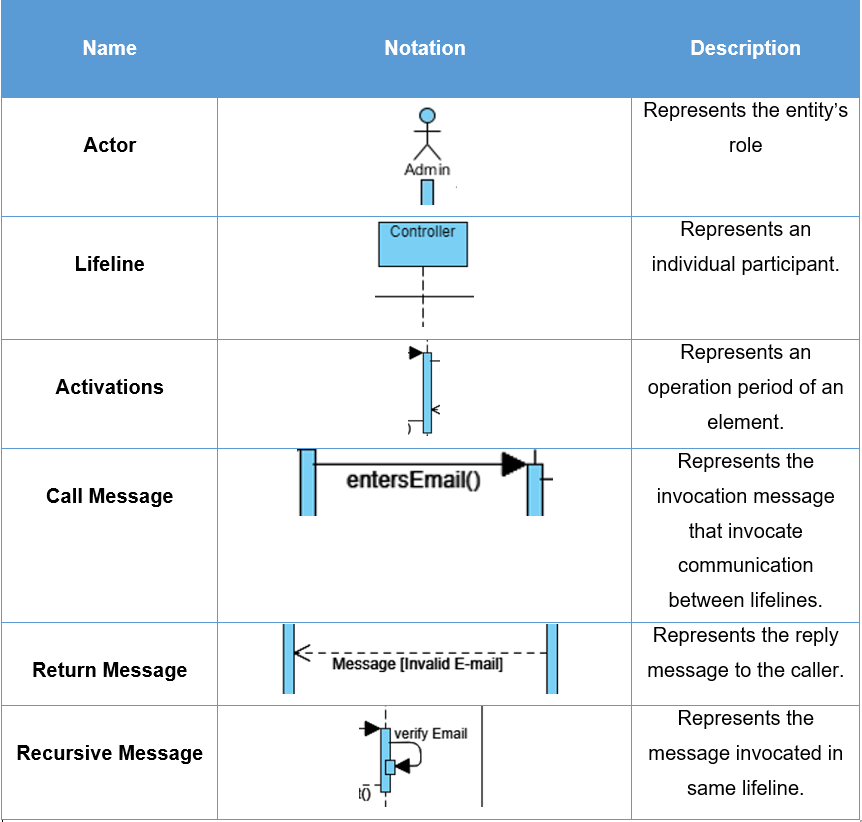 Name
Notation
Description
Actor
Admin
Represents the entity’s
role
Lifeline
Controller
Represents an
individual participant.
Activations
)
Represents an
operation period of an
element.
Call Message
entersEmail()
Represents the
invocation message
that invocate
communication
between lifelines.
Return Message
Message [Invalid E-mail]
Represents the reply
message to the caller.
Recursive Message
verify Email
t()
Represents the
message invocated in
same lifeline.